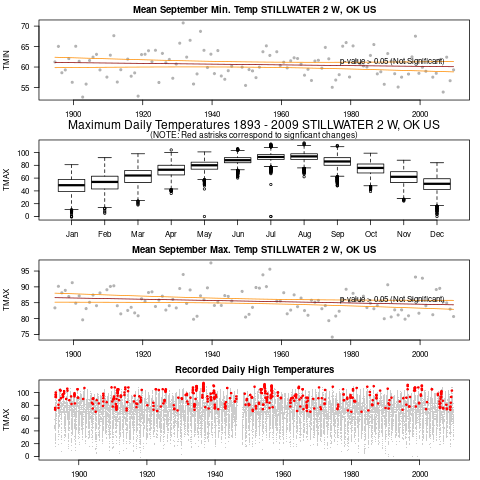 Mean September Min. Temp STILLWATER 2 W, OK US
TMIN
70
65
60
55
p-value > 0.05 (Not Significant)
1900 1920 1940 1960 1980 2000
Maximum Daily Temperatures 1893 - 2009 STILLWATER 2 W, OK US
(NOTE: Red astrisks correspond to signficant changes)
TMAX
100
80
60
40
20
0
Jan Feb Mar Apr May Jun Jul Aug Sep Oct Nov Dec
Mean September Max. Temp STILLWATER 2 W, OK US
TMAX
95
90
85
80
75
p-value > 0.05 (Not Significant)
1900 1920 1940 1960 1980 2000
Recorded Daily High Temperatures
TMAX
100
80
60
40
20
0
1900 1920 1940 1960 1980 2000